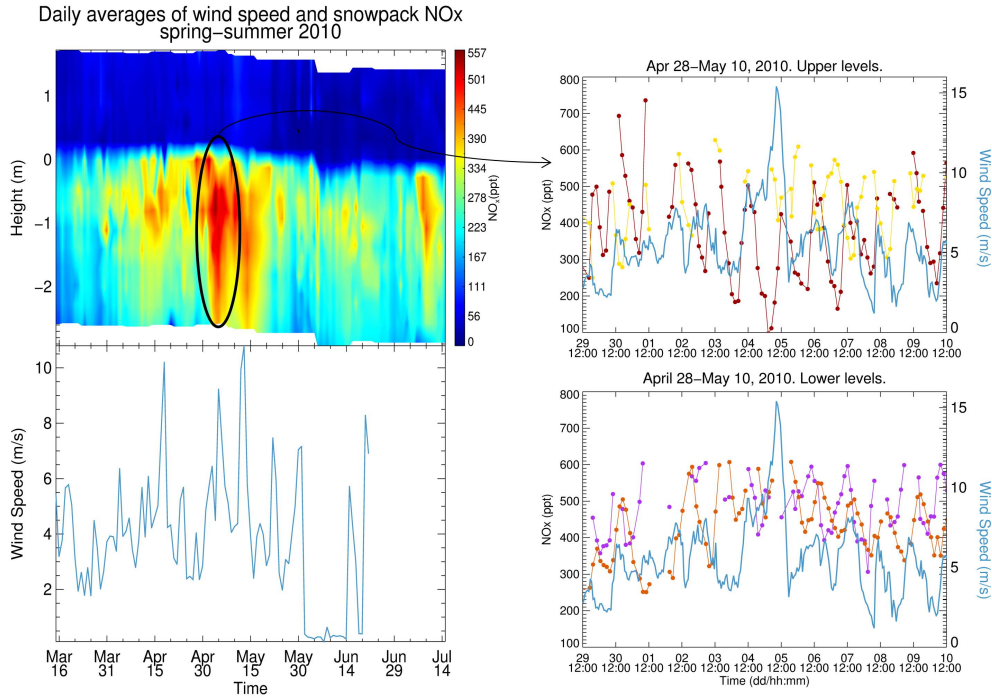 Daily averages of wind speed and snowpack NOx
spring−summer 2010
1
0
−1
−2
Height (m)
557
501
445
390
334
278
223
167
111
56
0
NOx (ppt)
10
8
6
4
2
Wind Speed (m/s)
Mar 16
Mar 31
Apr 15
Apr 30
May 15
May 30
Jun 14
Jun 29
Jul 14
Time
Apr 28−May 10, 2010. Upper levels.
800
700
600
500
400
300
200
100
NOx (ppt)
15
10
5
0
Wind Speed (m/s)
29 30 01 02 03 04 05 06 07 08 09 10
12:00 12:00 12:00 12:00 12:00 12:00 12:00 12:00 12:00 12:00 12:00 12:00
April 28−May 10, 2010. Lower levels.
800
700
600
500
400
300
200
100
NOx (ppt)
15
10
5
0
Wind Speed (m/s)
29 30 01 02 03 04 05 06 07 08 09 10
12:00 12:00 12:00 12:00 12:00 12:00 12:00 12:00 12:00 12:00 12:00 12:00
Time (dd/hh:mm)